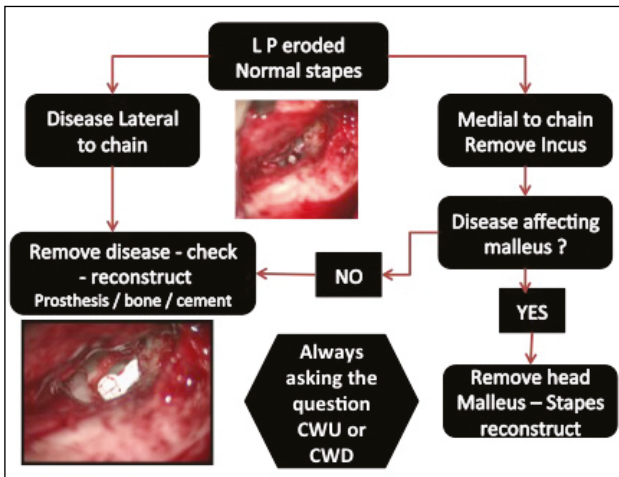 L P eroded
Normal stapes
Disease Lateral
to chain
Medial to chain
Remove Incus
Disease affecting
malleus ?
Remove disease - check
- reconstruct
Prosthesis / bone / cement
NO
YES
Always
asking the
question
CWU or
CWD
Remove head
Malleus – Stapes
reconstruct